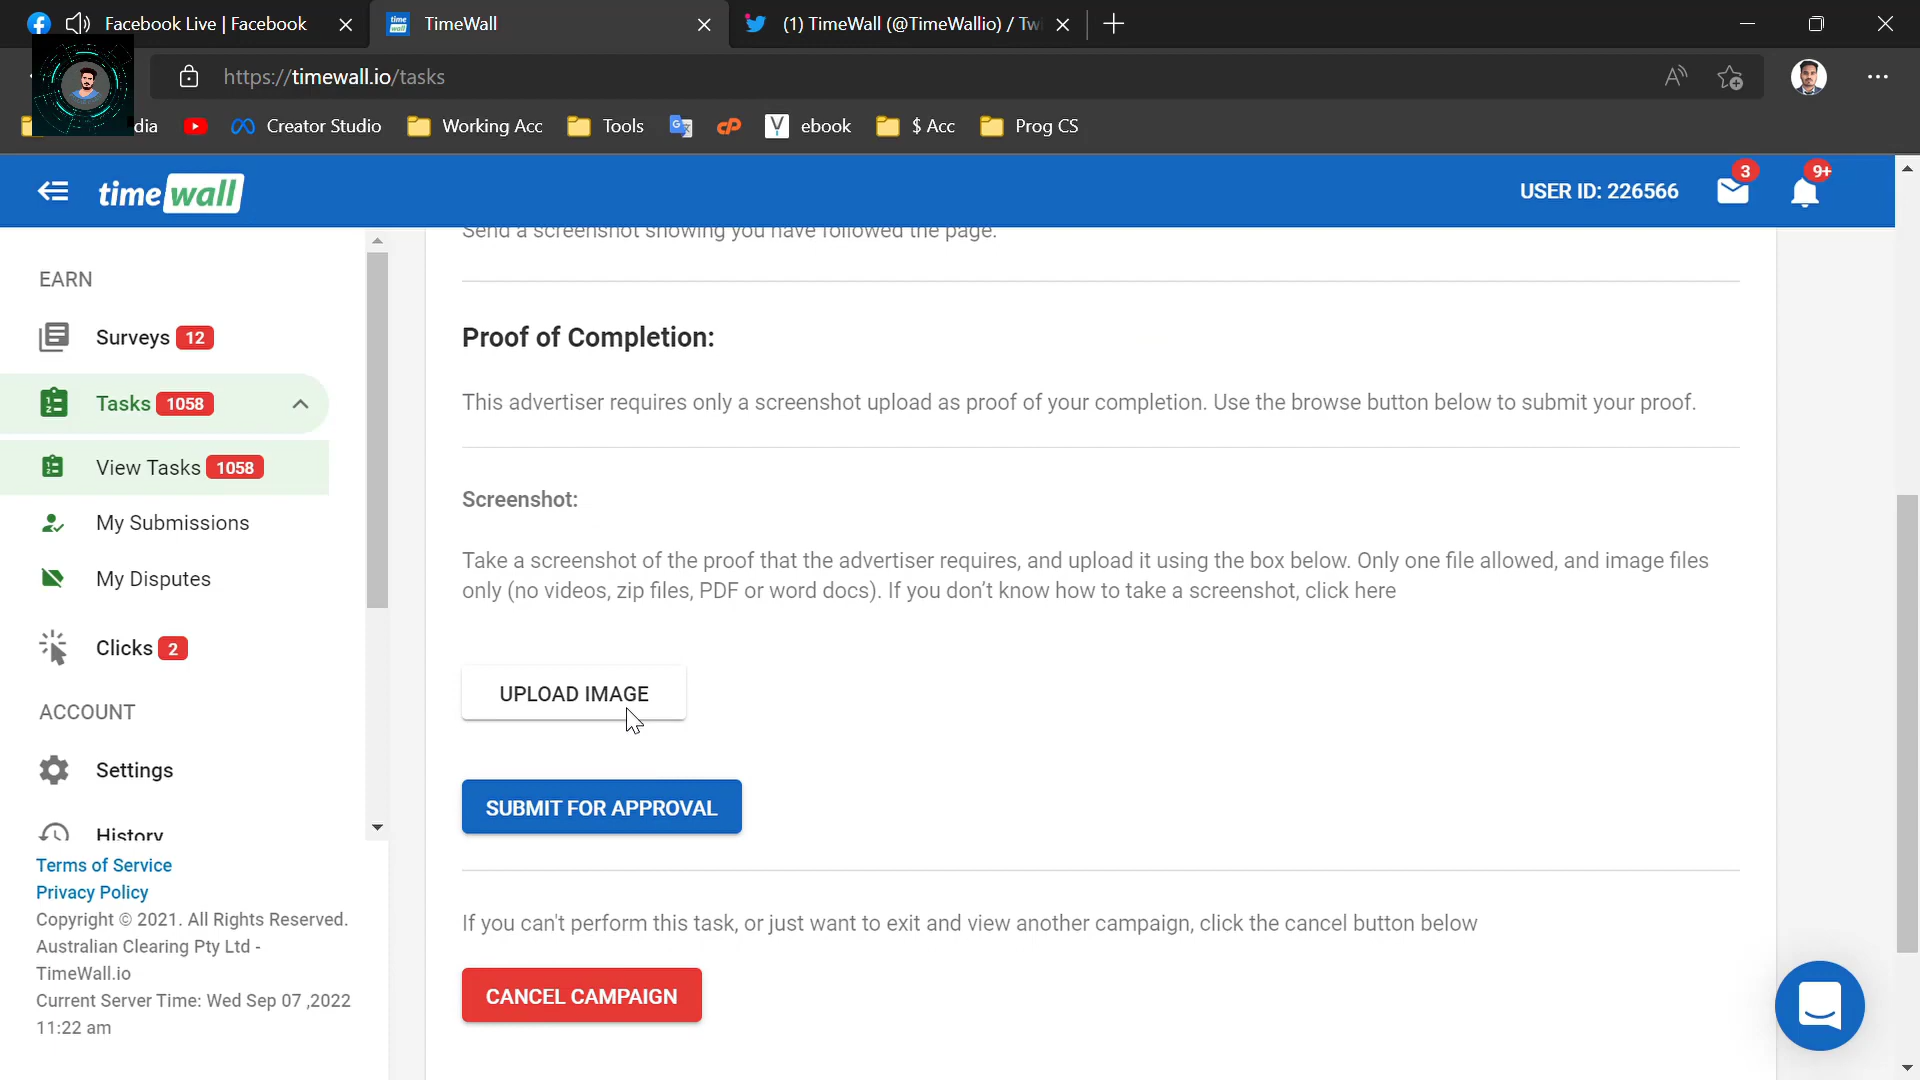 Facebook Live | Facebook
TimeWall
(1) TimeWall (@TimeWallio) / Tw
https://timewall.io/tasks
dia
Creator Studio
Working Acc
Tools
ebook
$ Acc
Prog CS
time wall
USER ID: 226566
3
9+
Send a screenshot showing you have followed the page.
EARN
Surveys 12
Tasks 1058
View Tasks 1058
My Submissions
My Disputes
Clicks 2
ACCOUNT
Settings
History
Terms of Service
Privacy Policy
Copyright © 2021. All Rights Reserved.
Australian Clearing Pty Ltd -
TimeWall.io
Current Server Time: Wed Sep 07 ,2022
11:22 am
Proof of Completion:
This advertiser requires only a screenshot upload as proof of your completion. Use the browse button below to submit your proof.
Screenshot:
Take a screenshot of the proof that the advertiser requires, and upload it using the box below. Only one file allowed, and image files
only (no videos, zip files, PDF or word docs). If you don't know how to take a screenshot, click here
UPLOAD IMAGE
SUBMIT FOR APPROVAL
If you can't perform this task, or just want to exit and view another campaign, click the cancel button below
CANCEL CAMPAIGN